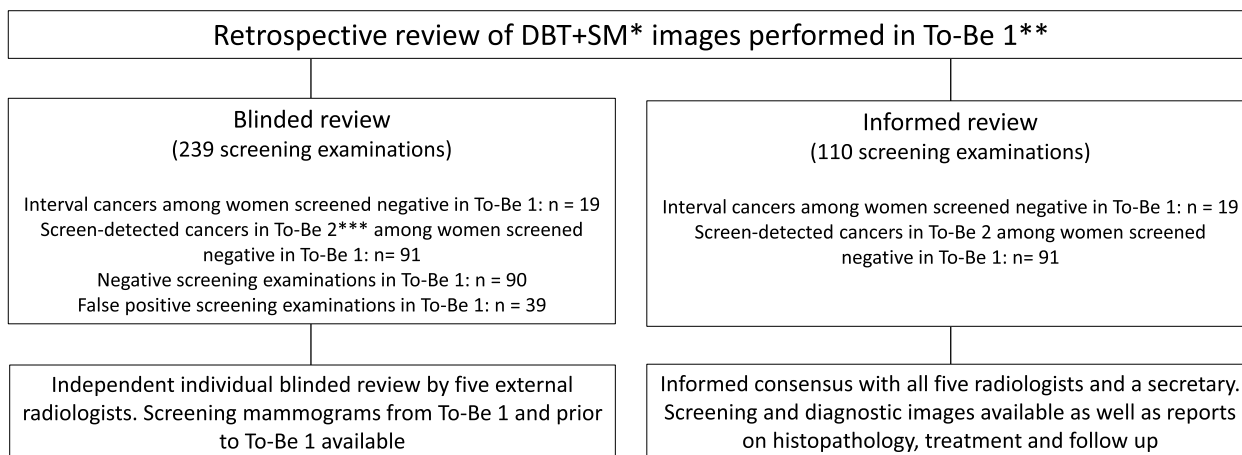 Retrospective review of DBT+SM* images performed in To-Be 1**
Blinded review
(239 screening examinations)
Interval cancers among women screened negative in To-Be 1: n = 19
Screen-detected cancers in To-Be 2*** among women screened
negative in To-Be 1: n= 91
Negative screening examinations in To-Be 1: n = 90
False positive screening examinations in To-Be 1: n = 39
Independent individual blinded review by five external
radiologists. Screening mammograms from To-Be 1 and prior
to To-Be 1 available
Informed review
(110 screening examinations)
Interval cancers among women screened negative in To-Be 1: n = 19
Screen-detected cancers in To-Be 2 among women screened
negative in To-Be 1: n= 91
Informed consensus with all five radiologists and a secretary.
Screening and diagnostic images available as well as reports
on histopathology, treatment and follow up